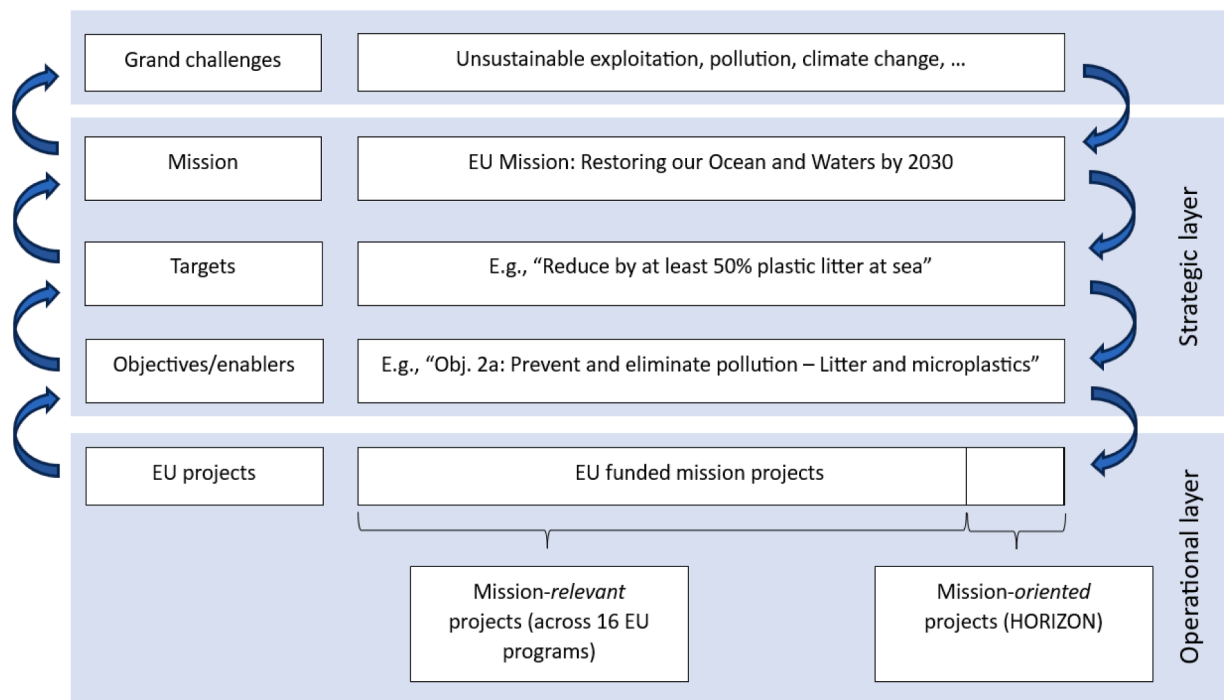 Grand challenges
Unsustainable exploitation, pollution, climate change, ...
Mission
EU Mission: Restoring our Ocean and Waters by 2030
Targets
E.g., “Reduce by at least 50% plastic litter at sea”
Objectives/enablers
E.g., “Obj. 2a: Prevent and eliminate pollution – Litter and microplastics”
Strategic layer
EU projects
EU funded mission projects
Mission-relevant
projects (across 16 EU
programs)
Mission-oriented
projects (HORIZON)
Operational layer